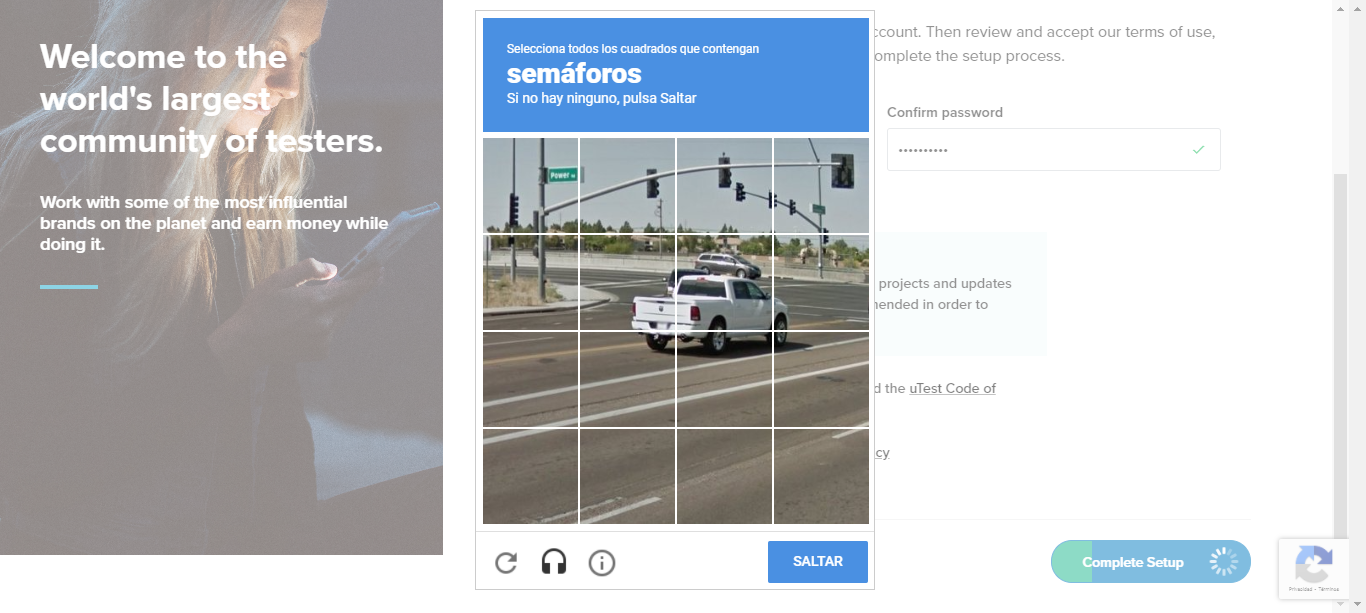 Welcome to the
world's largest
community of testers.
Work with some of the most influential
brands on the planet and earn money while
doing it.
Selecciona todos los cuadrados que contengan
semáforos
Si no hay ninguno, pulsa Saltar
Power
SALTAR
ccount. Then review and accept our terms of use,
omplete the setup process.
Confirm password
projects and updates
ended in order to
d the uTest Code of
cy
Complete Setup
Privacidad - Términos